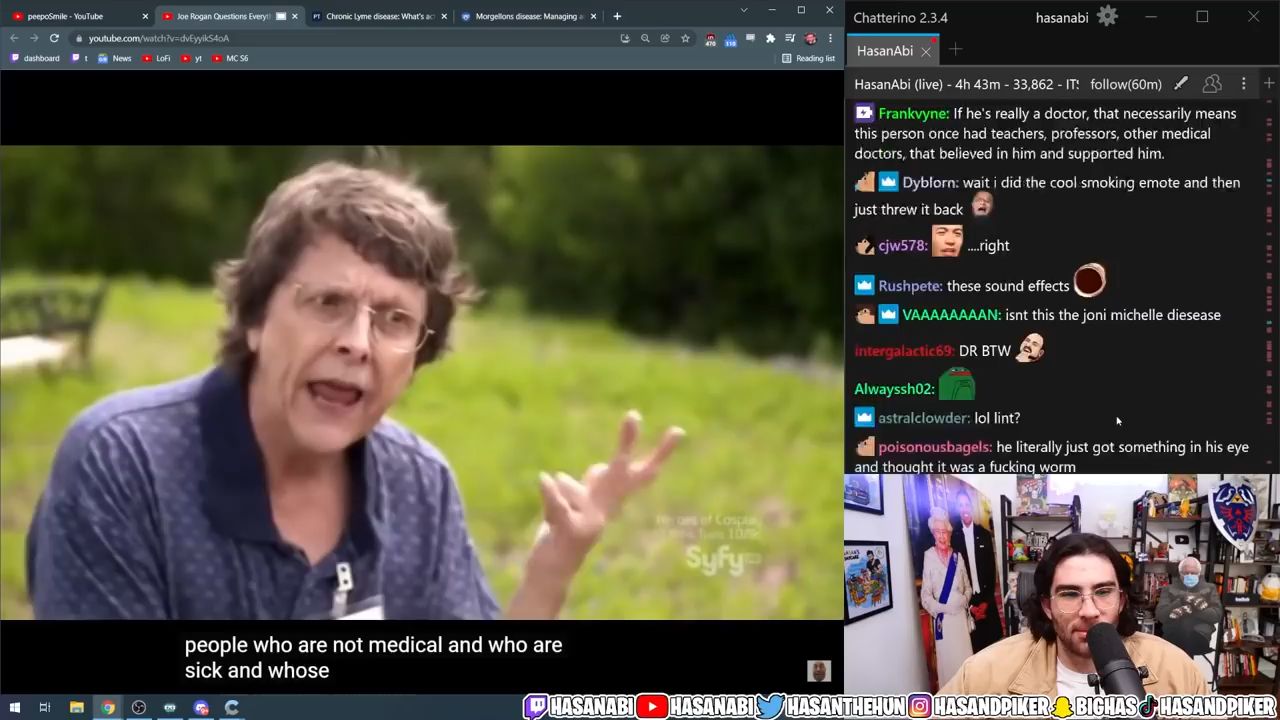 peepoSmile - YouTube
Joe Rogan Questions Everyt
Chronic Lyme disease: What's ac
Morgellons disease: Managing a
youtube.com/watch?v=dvEyyikS4oA
dashboard
t
News
LoFi
yt
MC S6
Reading list
Syfy
people who are not medical and who are
sick and whose
Chatterino 2.3.4
hasanabi
HasanAbi
HasanAbi (live) - 4h 43m - 33,862 - IT'
follow(60m)
Frankvyne: If he's really a doctor, that necessarily means
this person once had teachers, professors, other medical
doctors, that believed in him and supported him.
Dyblorn: wait i did the cool smoking emote and then
just threw it back
cjw578: ....right
Rushpete: these sound effects
VAAAAAAAAN: isnt this the joni michelle diesease
intergalactic69: DR BTW
Alwayssh02:
astralclowder: lol lint?
poisonousbagels: he literally just got something in his eye
and thought it was a fucking worm
HASANABI
HASANABI
HASANTHEHUN
HASANDPIKER
BIGHAS
HASANDPIKER